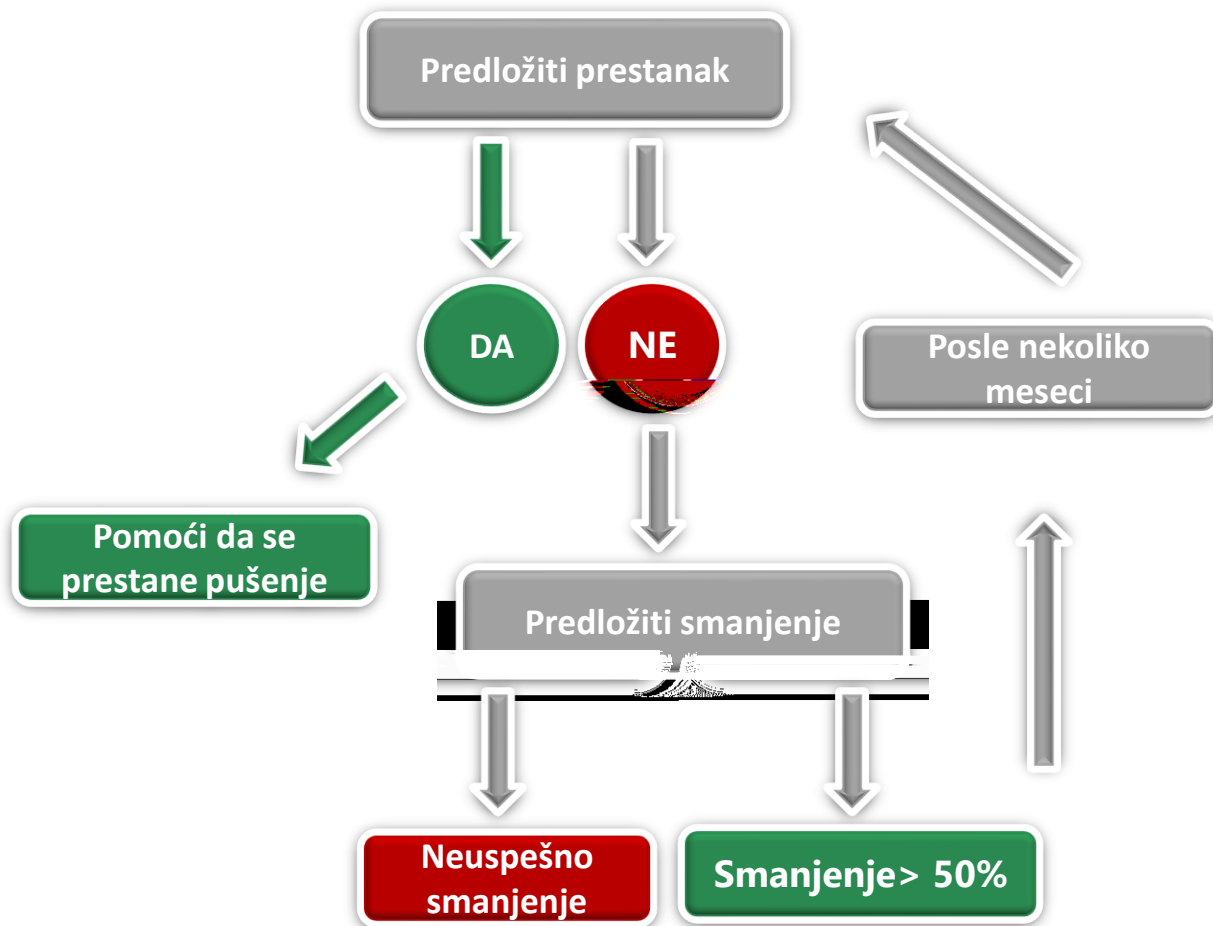 Predložiti prestanak
DA
NE
Posle nekoliko
meseci
Pomoći da se
prestane pušenje
Predložiti smanjenje
Neuspešno
smanjenje
Smanjenje> 50%